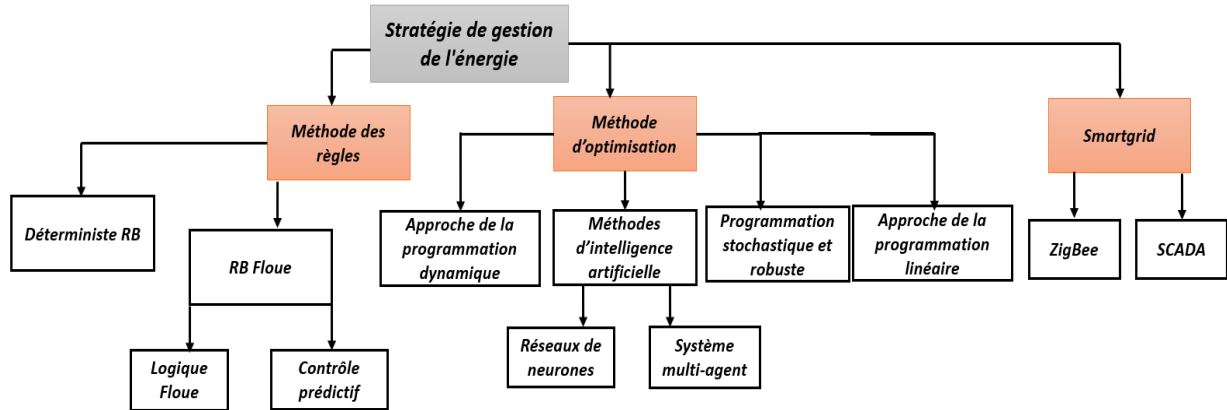 Stratégie de gestion
de l'énergie
Méthode des
règles
Méthode
d'optimisation
Smartgrid
Déterministe RB
RB Floue
Approche de la
programmation
dynamique
Méthodes
d'intelligence
artificielle
Programmation
stochastique et
robuste
Approche de la
programmation
linéaire
ZigBee
SCADA
Logique
Floue
Contrôle
prédictif
Réseaux de
neurones
Système
multi-agent